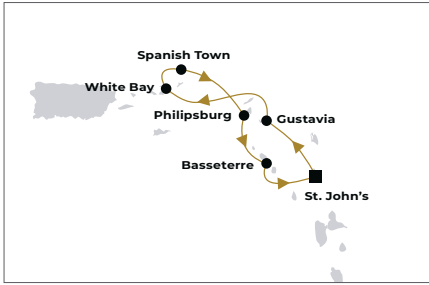 Spanish Town
White Bay
Philipsburg
Gustavia
Basseterre
St. John’s